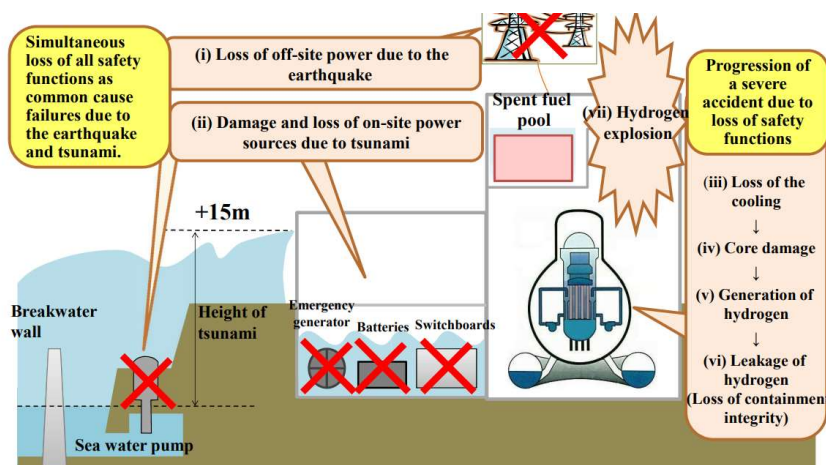 Simultaneous
loss of all safety
functions as
common cause
failures due to
the earthquake
and tsunami.
(i) Loss of off-site power due to the
earthquake
(ii) Damage and loss of on-site power
sources due to tsunami
Spent fuel
pool
(vii) Hydrogen
explosion
Progression of
a severe
accident due to
loss of safety
functions
(iii) Loss of the
cooling
↓
(iv) Core damage
↓
(v) Generation of
hydrogen
↓
(vi) Leakage of
hydrogen
(Loss of containmen
integrity)
+15m
Height of
tsunami
Breakwater
wall
Sea water pump
Emergency
generator
Batteries
Switchboards